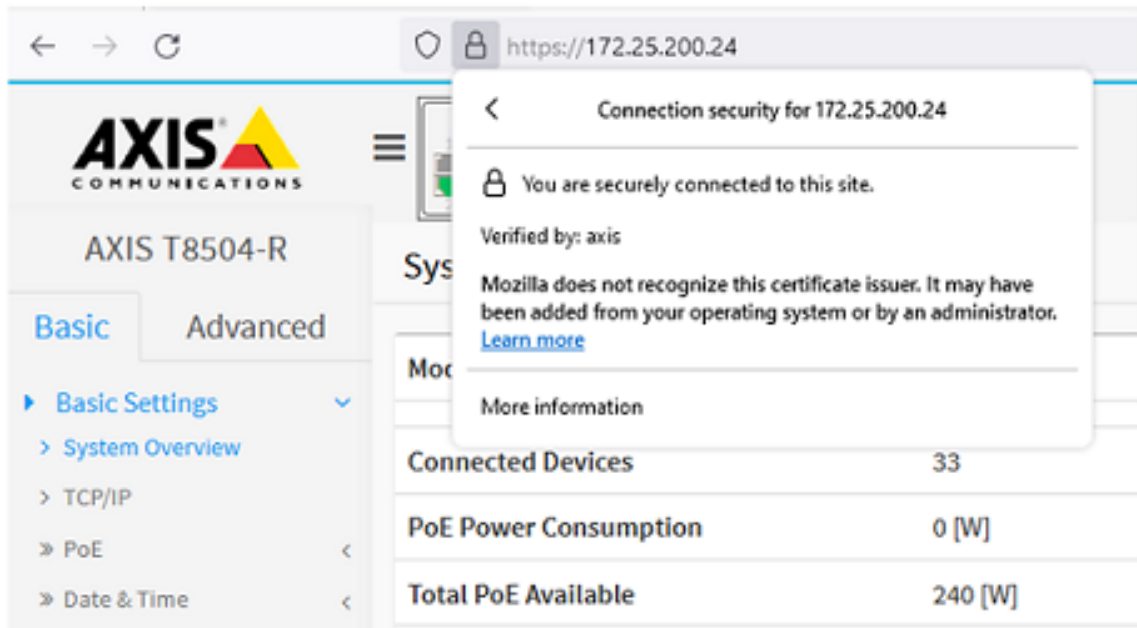 https://172.25.200.24
Connection security for 172.25.200.24
You are securely connected to this site.
Verified by: axis
Mozilla does not recognize this certificate issuer. It may have
been added from your operating system or by an administrator.
Learn more
More information
AXIS
COMMUNICATIONS
AXIS T8504-R
Basic Advanced
Basic Settings
System Overview
TCP/IP
PoE
Date & Time
Connected Devices 33
PoE Power Consumption 0 [W]
Total PoE Available 240 [W]